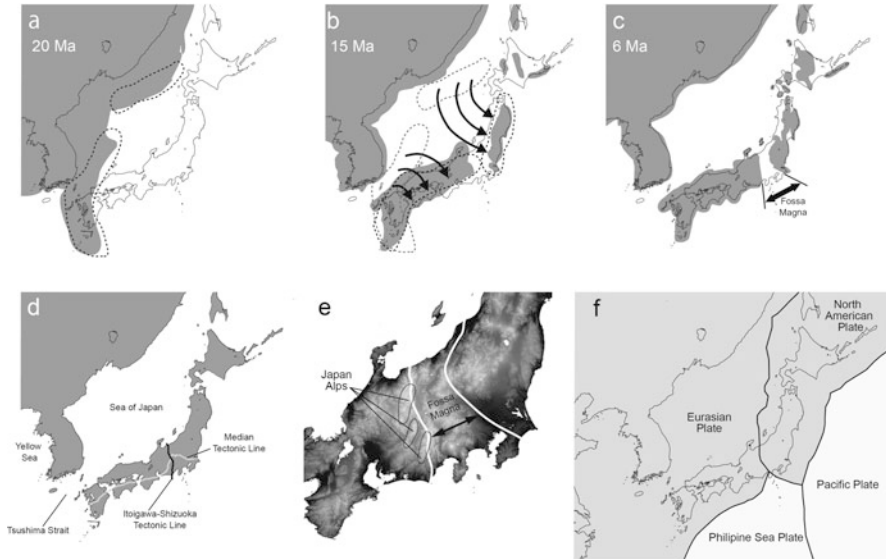 a
20 Ma
b
15 Ma
c
6 Ma
Fossa
Magna
d
Sea of Japan
Yellow
Sea
Median
Tectonic Line
Tsushima Strait
Itoigawa-Shizuoka
Tectonic Line
e
Japan
Alps
Fossa
Magna
f
North
American
Plate
Eurasian
Plate
Pacific Plate
Philipine Sea Plate